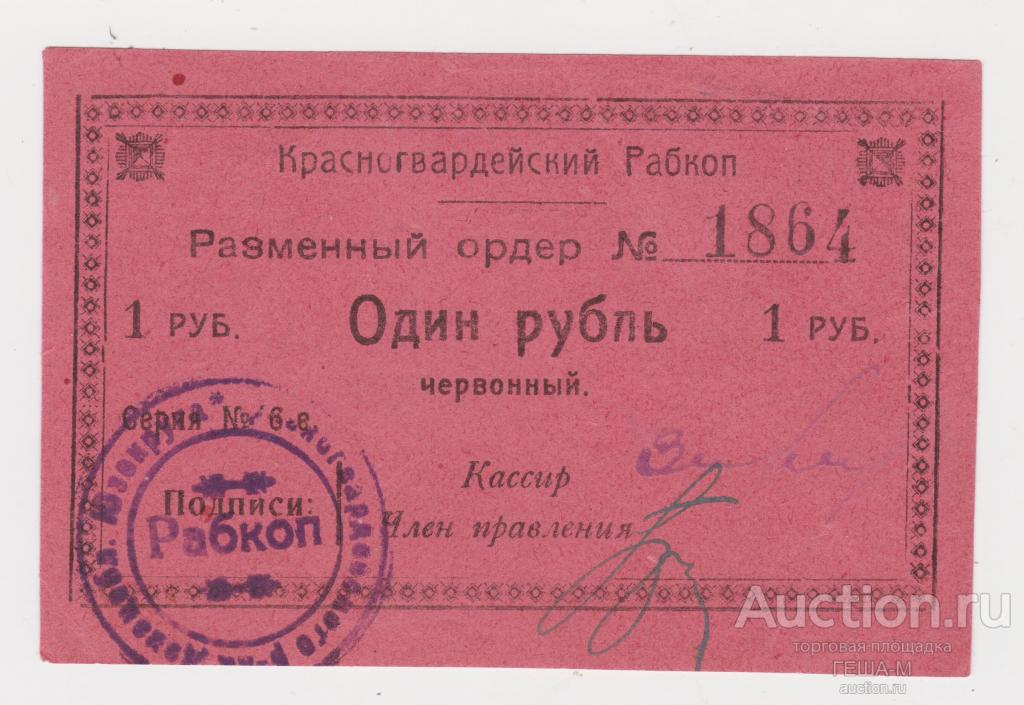 Красногвардейский Рабкоп
Разменный ордер № 1864
1 РУБ. Один рубль 1 РУБ.
червонный.
Серия № 6-е.
Кассир
Подписи:
Член правления
Рабкоп
Auction.ru
торговая площадка
ГЕША-М
auction.ru